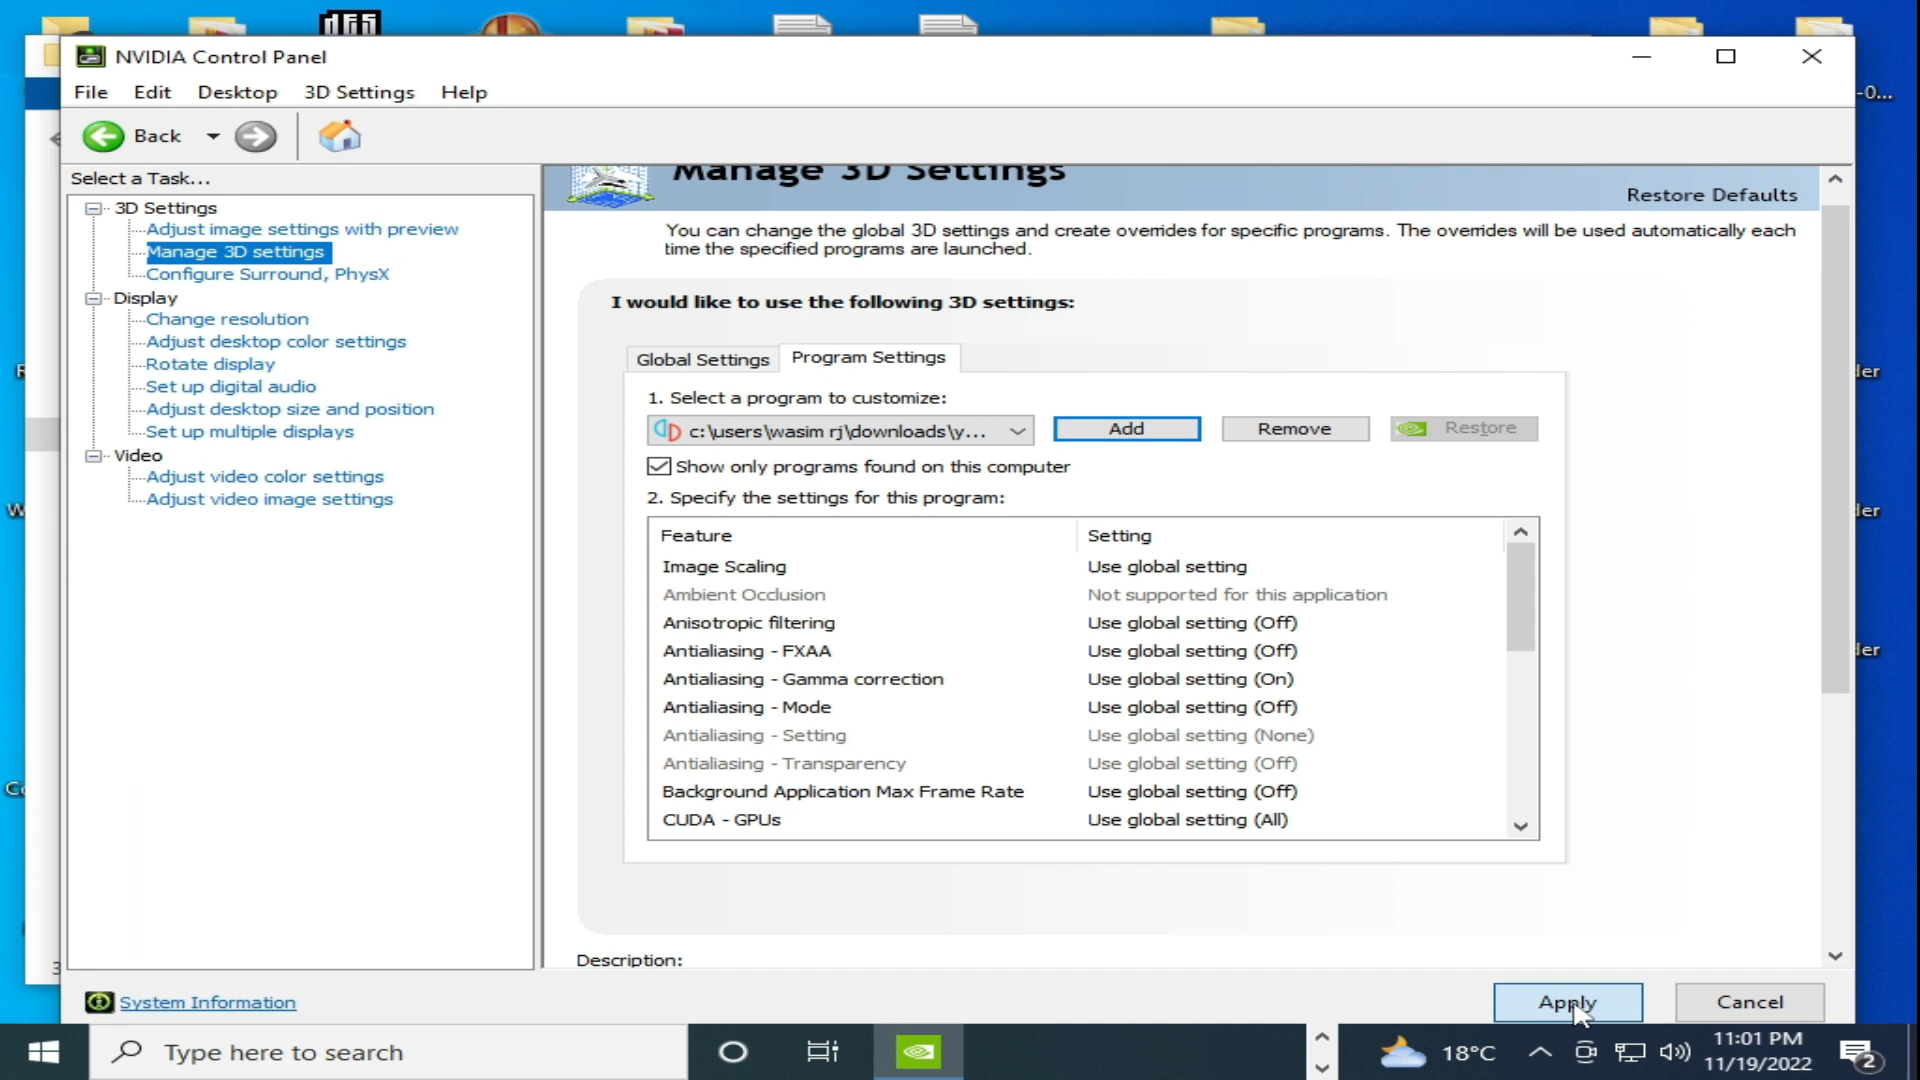 NVIDIA Control Panel
File Edit Desktop 3D Settings Help
Back
Select a Task...
3D Settings
Adjust image settings with preview
Manage 3D settings
Configure Surround, PhysX
Display
Change resolution
Adjust desktop color settings
Rotate display
Set up digital audio
Adjust desktop size and position
Set up multiple displays
Video
Adjust video color settings
Adjust video image settings
System Information
Manage 3D Settings
Restore Defaults
You can change the global 3D settings and create overrides for specific programs. The overrides will be used automatically each
time the specified programs are launched.
I would like to use the following 3D settings:
Global Settings Program Settings
1. Select a program to customize:
c:\users\wasim rj\downloads\y... Add Remove Restore
Show only programs found on this computer
2. Specify the settings for this program:
Feature Setting
Image Scaling Use global setting
Ambient Occlusion Not supported for this application
Anisotropic filtering Use global setting (Off)
Antialiasing - FXAA Use global setting (Off)
Antialiasing - Gamma correction Use global setting (On)
Antialiasing - Mode Use global setting (Off)
Antialiasing - Setting Use global setting (None)
Antialiasing - Transparency Use global setting (Off)
Background Application Max Frame Rate Use global setting (Off)
CUDA - GPUs Use global setting (All)
Description:
Apply Cancel
-0...
der
der
der
Type here to search
18°C
11:01 PM
11/19/2022
2